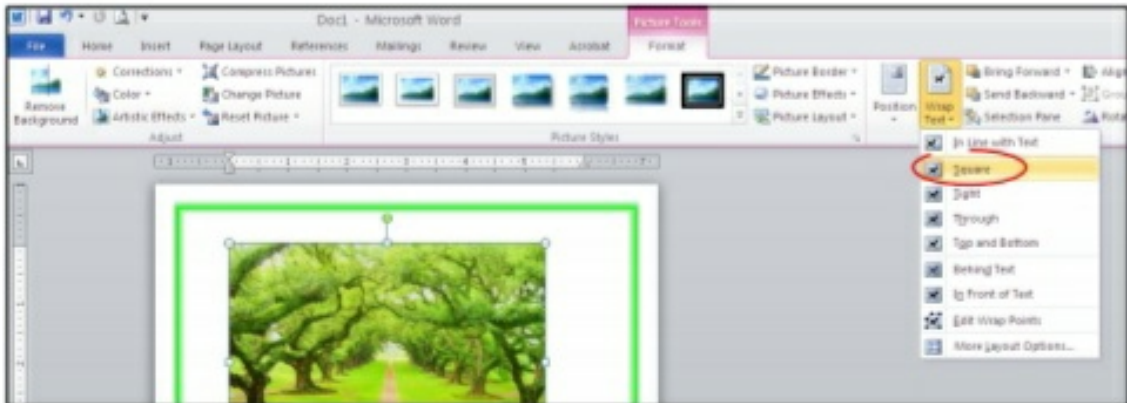 Doc1 - Microsoft Word
Picture Tools
File Home Insert Page Layout References Mailings Review View Acrobat Format
Remove Background
Corrections
Color
Artistic Effects
Compress Pictures
Change Picture
Reset Picture
Adjust
Picture Styles
Picture Border
Picture Effects
Picture Layout
Position
Wrap Text
Bring Forward
Send Backward
Selection Pane
Align
Grou
Rota
In Line with Text
Square
Tight
Through
Top and Bottom
Behind Text
In Front of Text
Edit Wrap Points
More Layout Options...